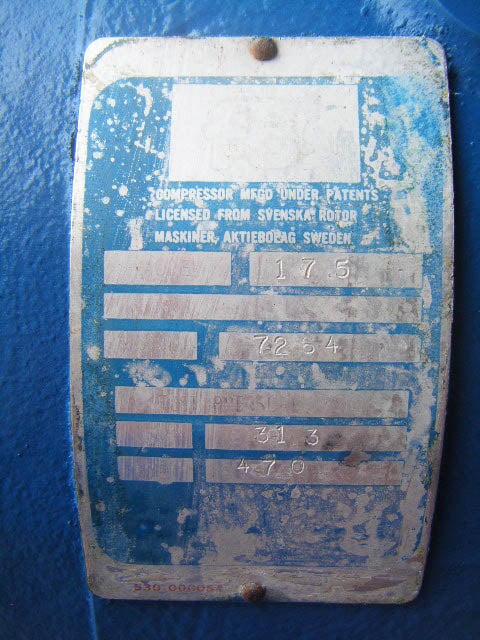 COMPRESSOR MFGD UNDER PATENTS
LICENSED FROM SVENSKA ROTOR
MASKINER, AKTIEBOLAG SWEDEN
175
7264
313
470